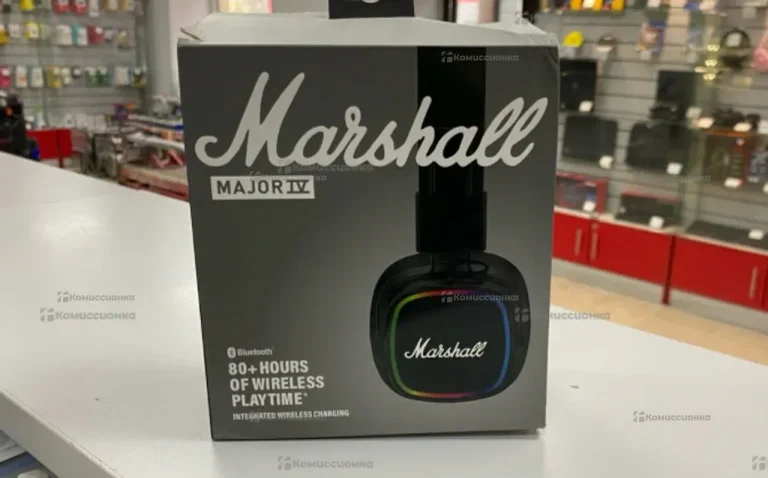 Комиссионка
Marshall
Комиссионка
MAJOR IV
Комиссионка
Комиссионка
Комиссионка
Marshall
Bluetooth
80+ HOURS
OF WIRELESS
PLAYTIME*
INTEGRATED WIRELESS CHARGING
Комиссионка
Комиссионка
Комиссионка